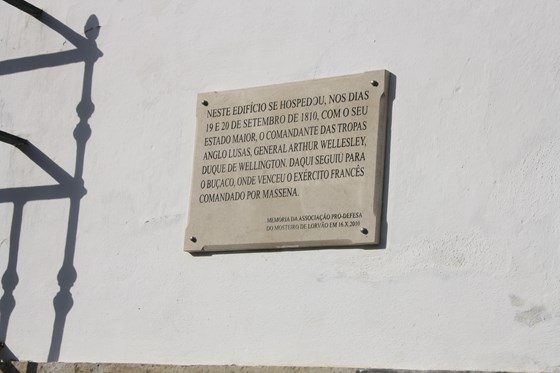 NESTE EDIFÍCIO SE HOSPEDOU, NOS DIAS
19 E 20 DE SETEMBRO DE 1810, COM O SEU
ESTADO MAIOR, O COMANDANTE DAS TROPAS
ANGLO LUSAS, GENERAL ARTHUR WELLESLEY,
DUQUE DE WELLINGTON. DAQUI SEGUIU PARA
O BUÇACO, ONDE VENCEU O EXÉRCITO FRANCÊS
COMANDADO POR MASSENA.
MEMÓRIA DA ASSOCIAÇÃO PRÓ-DEFESA
DO MOSTEIRO DE LORVÃO EM 16.X.2010